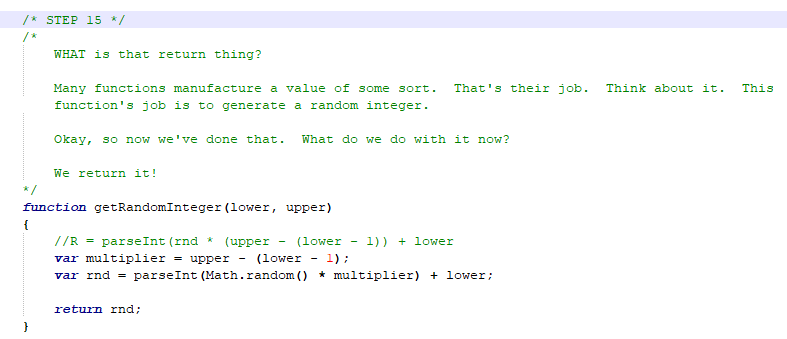 /* STEP 15 */
/*
WHAT is that return thing?
Many functions manufacture a value of some sort.  That's their job.  Think about it.  This
function's job is to generate a random integer.
Okay, so now we've done that.  What do we do with it now?
We return it!
*/
function getRandomInteger(lower, upper)
{
//R = parseInt(rnd * (upper - (lower - 1)) + lower
var multiplier = upper - (lower - 1);
var rnd = parseInt(Math.random() * multiplier) + lower;
return rnd;
}